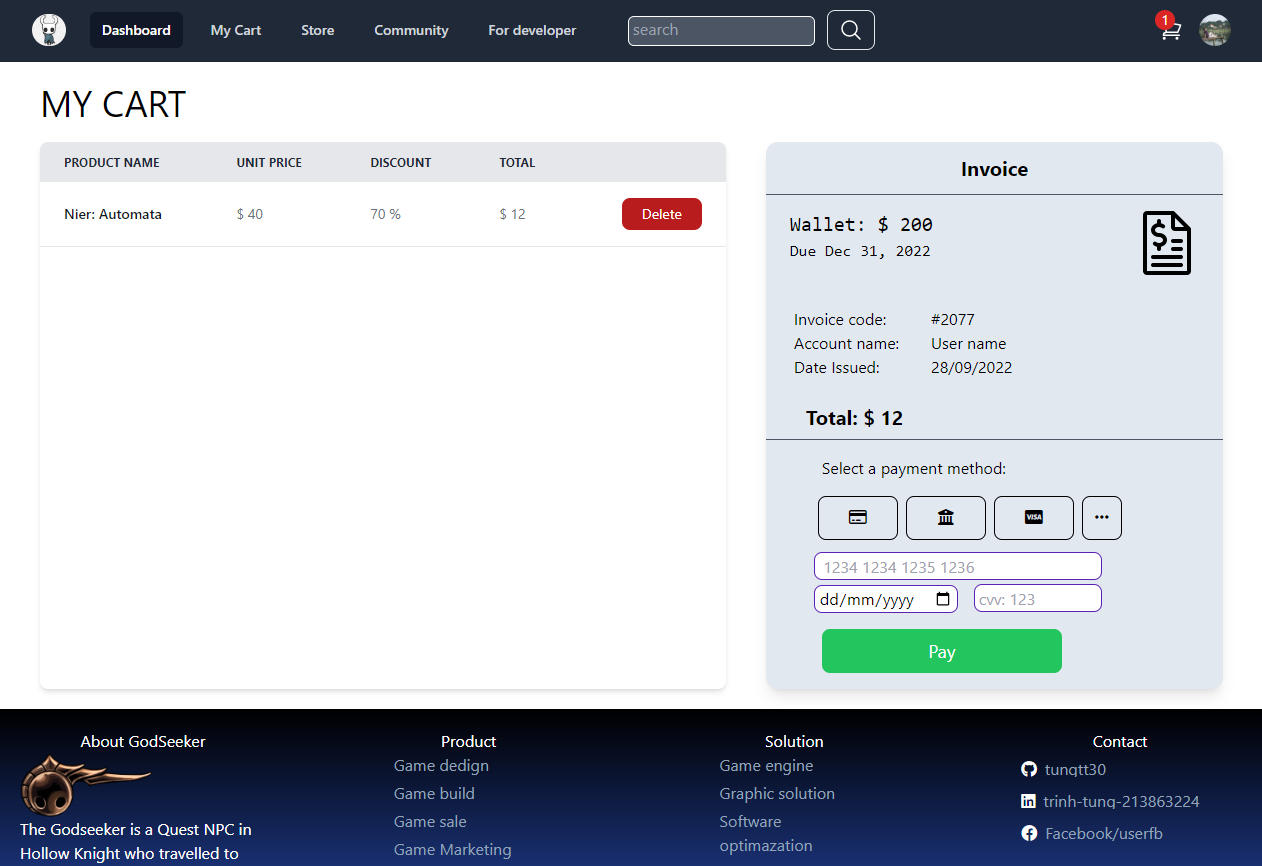 Dashboard My Cart Store Community For developer search 1
MY CART
PRODUCT NAME UNIT PRICE DISCOUNT TOTAL
Nier: Automata $ 40 70 % $ 12 Delete
Invoice
Wallet: $ 200
Due Dec 31, 2022
Invoice code: #2077
Account name: User name
Date Issued: 28/09/2022
Total: $ 12
Select a payment method:
VISA
1234 1234 1235 1236
dd/mm/yyyy cvv: 123
Pay
About GodSeeker
The Godseeker is a Quest NPC in
Hollow Knight who travelled to
Product
Game dedign
Game build
Game sale
Game Marketing
Solution
Game engine
Graphic solution
Software
optimazation
Contact
tungtt30
trinh-tung-213863224
Facebook/userfb